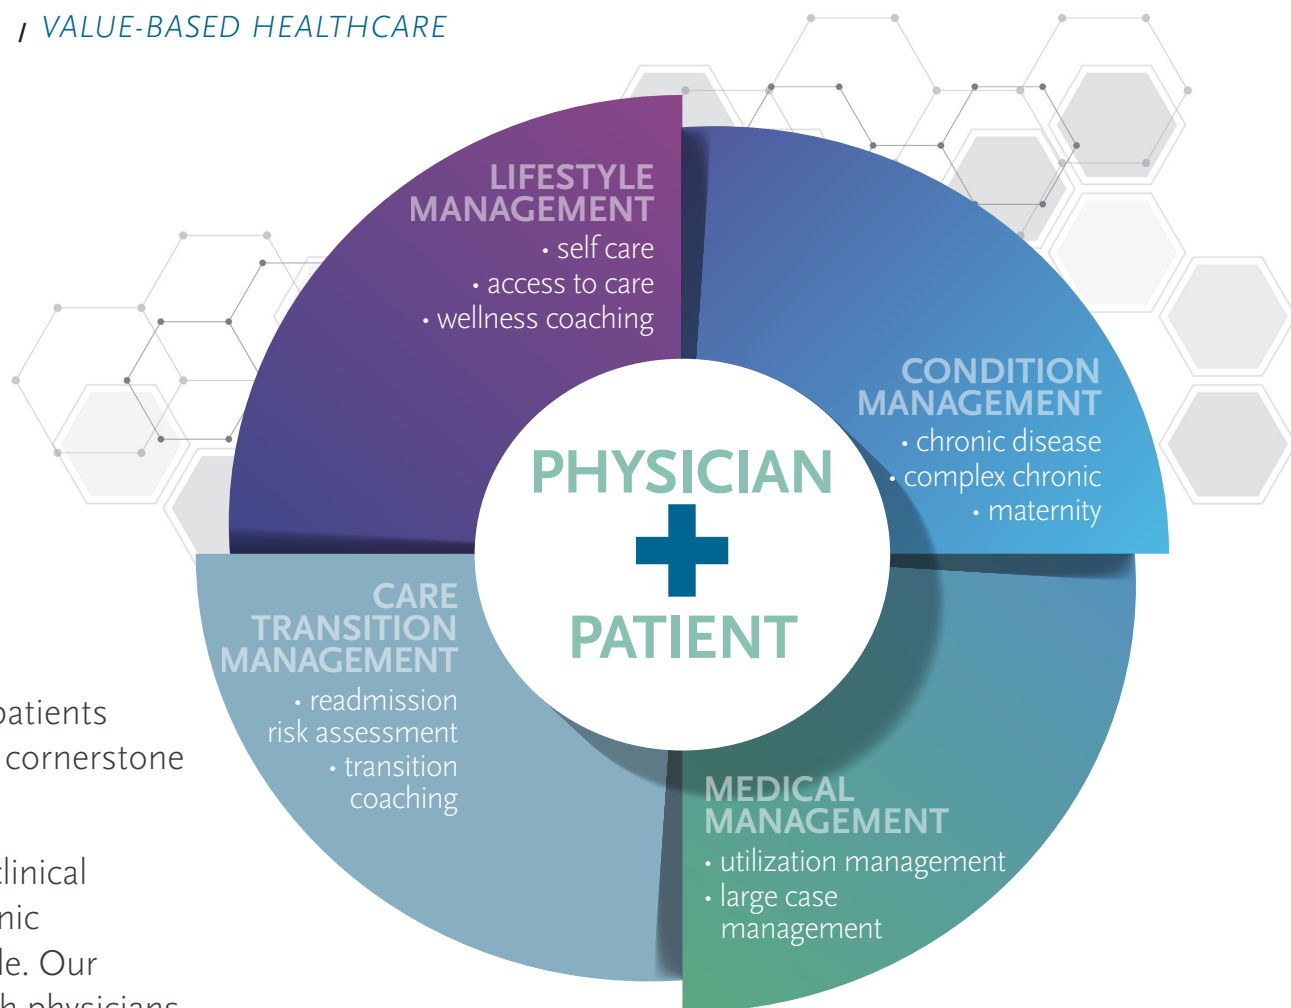 / VALUE-BASED HEALTHCARE
LIFESTYLE
MANAGEMENT
• self care
• access to care
• wellness coaching
CONDITION
MANAGEMENT
• chronic disease
• complex chronic
• maternity
PHYSICIAN
+
PATIENT
CARE
TRANSITION
MANAGEMENT
• readmission
risk assessment
• transition
coaching
MEDICAL
MANAGEMENT
• utilization management
• large case
management
patients
cornerstone
clinical
Our
physicians